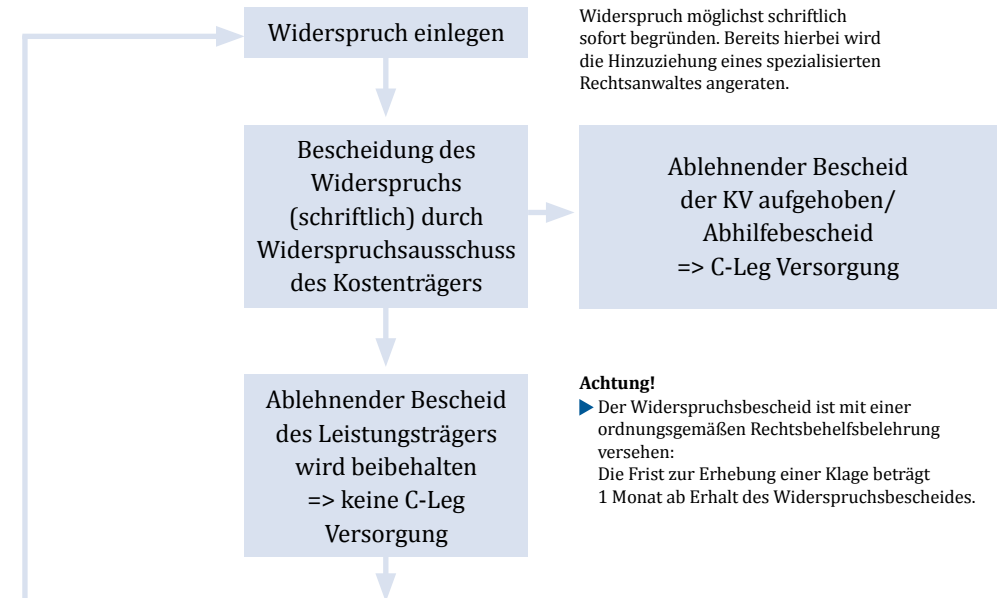 Widerspruch einlegen
Widerspruch möglichst schriftlich
sofort begründen. Bereits hierbei wird
die Hinzuziehung eines spezialisierten
Rechtsanwaltes angeraten.
Bescheidung des
Widerspruchs
(schriftlich) durch
Widerspruchsausschuss
des Kostenträgers
Ablehnender Bescheid
der KV aufgehoben/
Abhilfebescheid
=> C-Leg Versorgung
Ablehnender Bescheid
des Leistungsträgers
wird beibehalten
=> keine C-Leg
Versorgung
Achtung!
Der Widerspruchsbescheid ist mit einer
ordnungsgemäßen Rechtsbehelfsbelehrung
versehen:
Die Frist zur Erhebung einer Klage beträgt
1 Monat ab Erhalt des Widerspruchsbescheides.